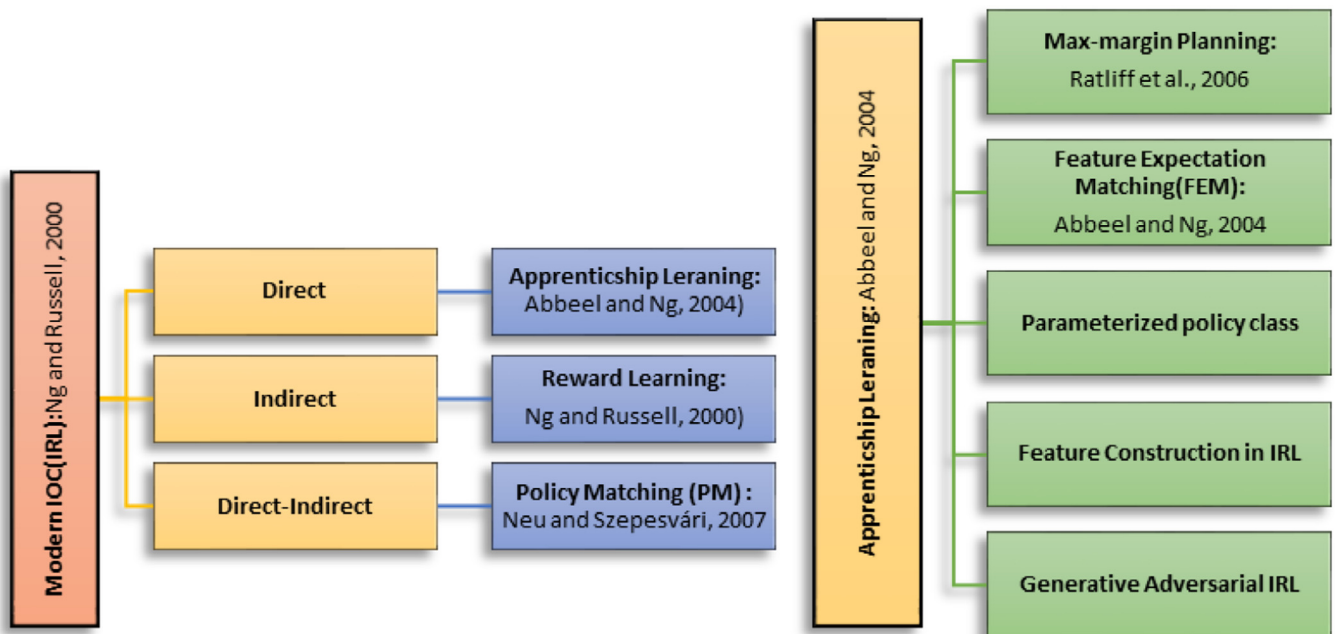 Modern IOC(IRL):Ng and Russell, 2000
Direct
Apprenticship Leraning:
Abbeel and Ng, 2004)
Indirect
Reward Learning:
Ng and Russell, 2000)
Direct-Indirect
Policy Matching (PM) :
Neu and Szepesvári, 2007
Apprenticship Leraning: Abbeel and Ng, 2004
Max-margin Planning:
Ratliff et al., 2006
Feature Expectation
Matching(FEM):
Abbeel and Ng, 2004
Parameterized policy class
Feature Construction in IRL
Generative Adversarial IRL